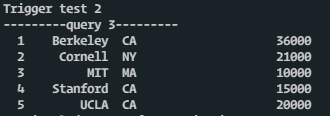 Trigger test 2
---------query 3---------
1 Berkeley CA 36000
2 Cornell NY 21000
3 MIT MA 10000
4 Stanford CA 15000
5 UCLA CA 20000